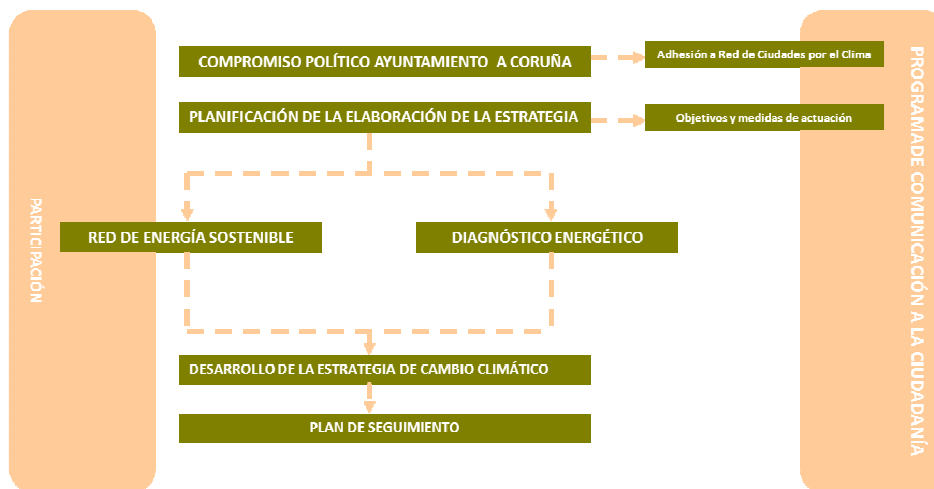 COMPROMISO POLÍTICO AYUNTAMIENTO A CORUÑA
Adhesión a Red de Ciudades por el Clima
PLANIFICACIÓN DE LA ELABORACIÓN DE LA ESTRATEGIA
Objetivos y medidas de actuación
PARTICIPACIÓN
RED DE ENERGÍA SOSTENIBLE
DIAGNÓSTICO ENERGÉTICO
DESARROLLO DE LA ESTRATEGIA DE CAMBIO CLIMÁTICO
PLAN DE SEGUIMIENTO
PROGRAMADE COMUNICACIÓN A LA CIUDADANÍA